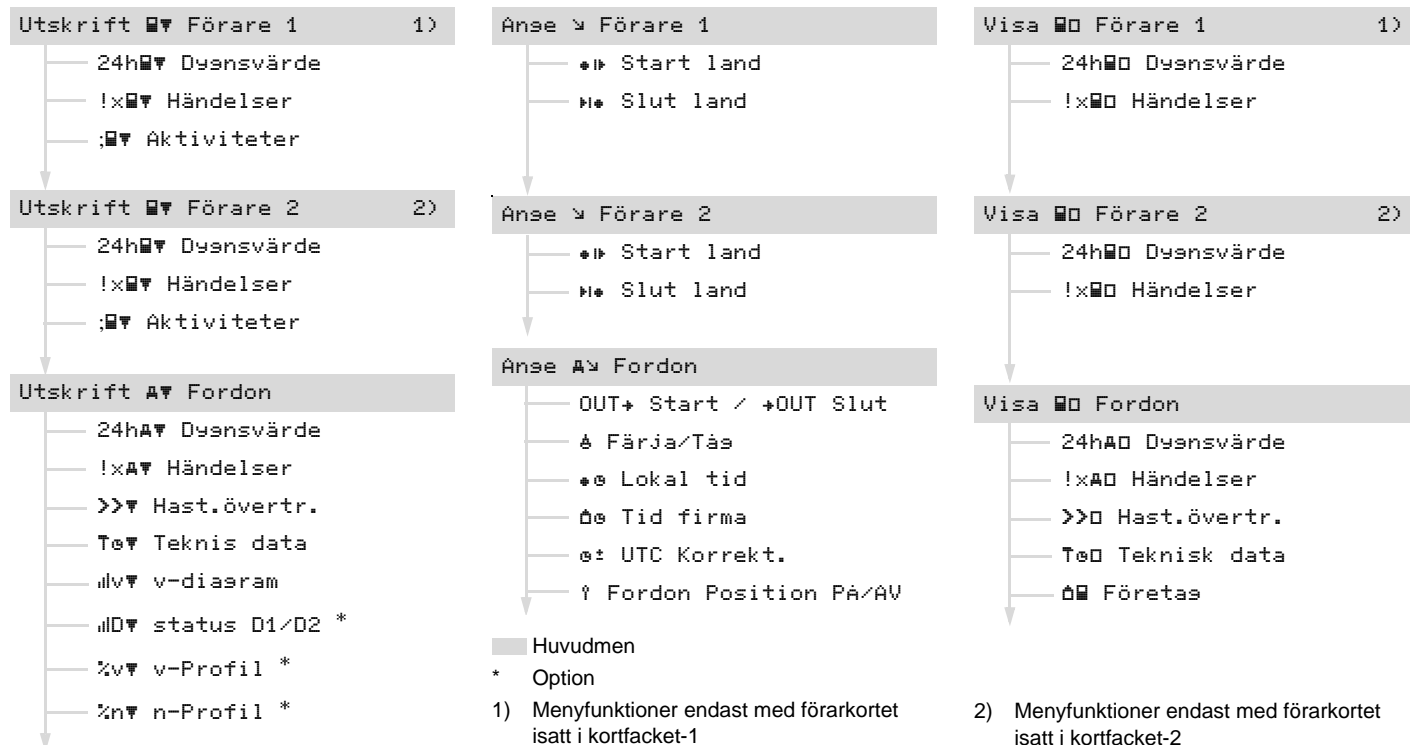 Utskrift Förare 1 1)
24h Dygnsvärde
!x Händelser
; Aktiviteter
Utskrift Förare 2 2)
24h Dygnsvärde
!x Händelser
; Aktiviteter
Utskrift Fordon
24h Dygnsvärde
!x Händelser
>> Hast.övertr.
Teknis data
v v-diagram
D status D1/D2 *
%v v-Profil *
%n n-Profil *
Ange Förare 1
Start land
Slut land
Ange Förare 2
Start land
Slut land
Ange Fordon
OUT→ Start / →OUT Slut
Färja/Tåg
Lokal tid
Tid firma
UTC Korrekt.
Fordon Position PÅ/AV
Huvudmen
* Option
1) Menyfunktioner endast med förarkortet
isatt i kortfacket-1
Visa Förare 1 1)
24h Dygnsvärde
!x Händelser
Visa Förare 2 2)
24h Dygnsvärde
!x Händelser
Visa Fordon
24h Dygnsvärde
!x Händelser
>> Hast.övertr.
Teknisk data
Företag
2) Menyfunktioner endast med förarkortet
isatt i kortfacket-2